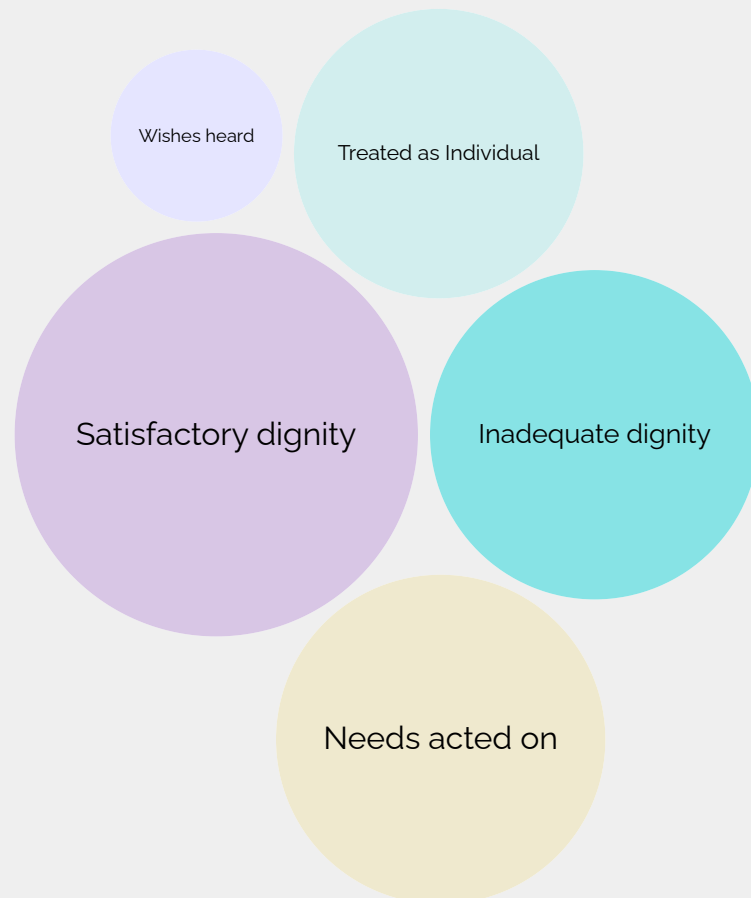 Wishes heard
Treated as Individual
Satisfactory dignity
Inadequate dignity
Needs acted on